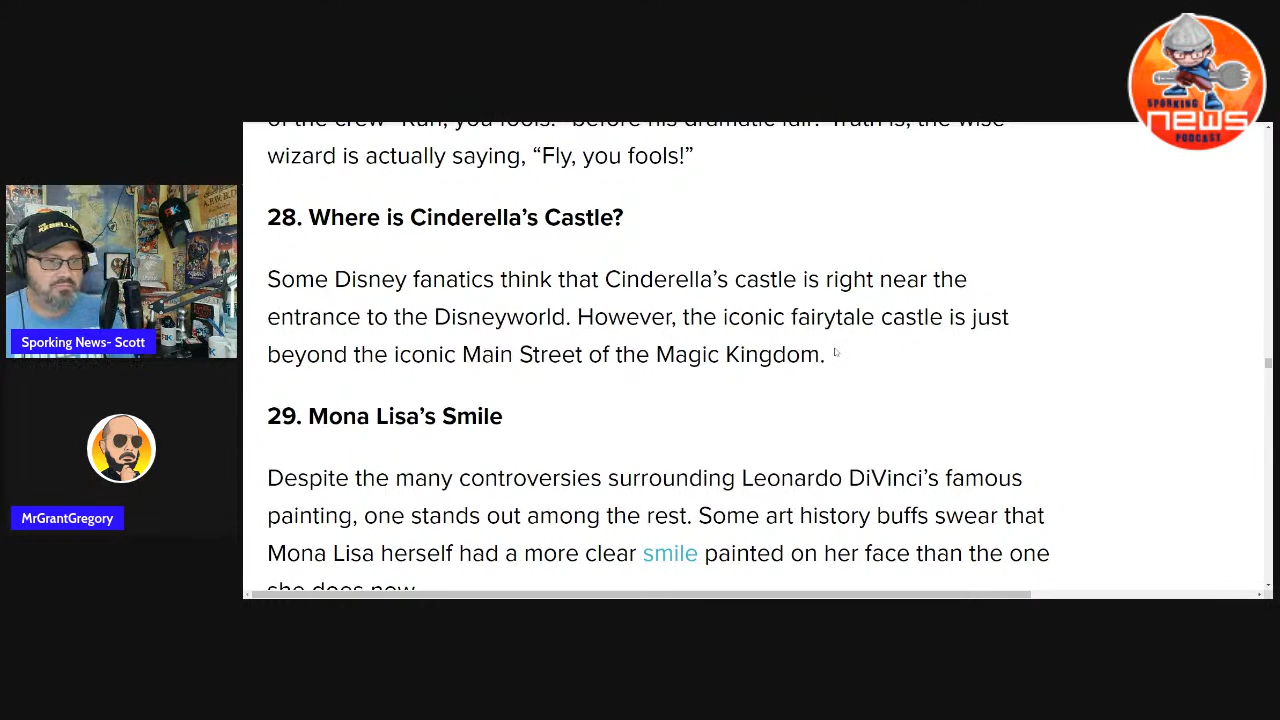 SPORKING
NEWS
PODCAST
wizard is actually saying, “Fly, you fools!”
28. Where is Cinderella’s Castle?
Some Disney fanatics think that Cinderella’s castle is right near the
entrance to the Disneyworld. However, the iconic fairytale castle is just
beyond the iconic Main Street of the Magic Kingdom.
29. Mona Lisa’s Smile
Despite the many controversies surrounding Leonardo DiVinci’s famous
painting, one stands out among the rest. Some art history buffs swear that
Mona Lisa herself had a more clear smile painted on her face than the one
she does now
Sporking News- Scott
MrGrantGregory